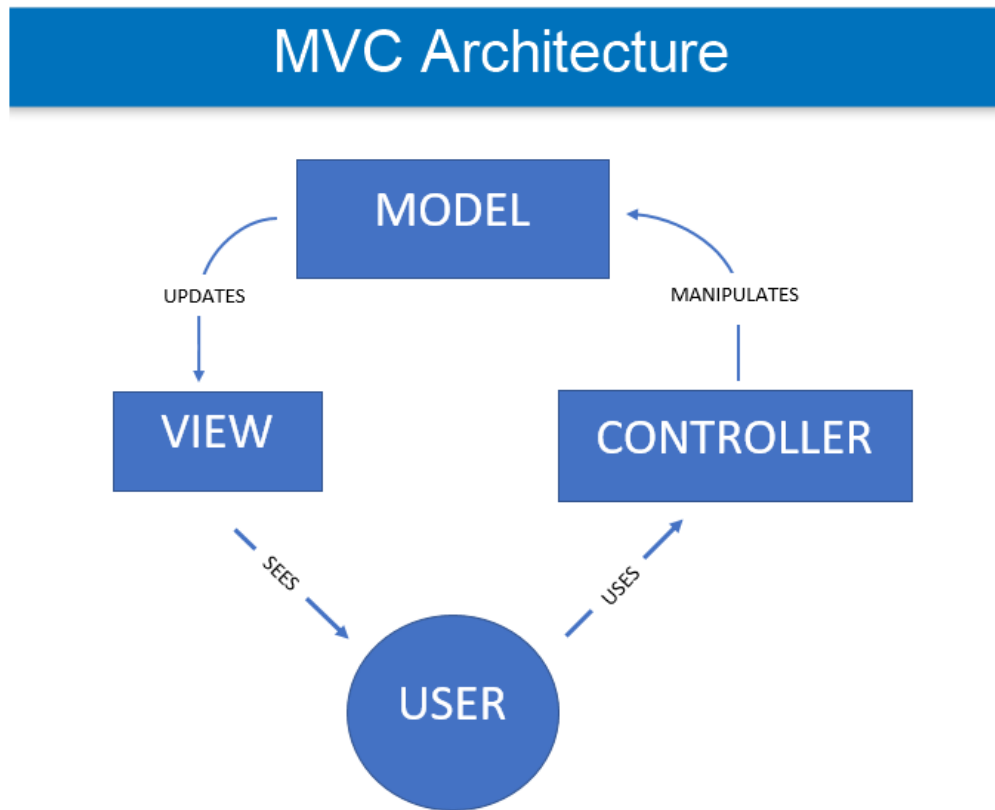 MVC Architecture
MODEL
UPDATES
MANIPULATES
VIEW
CONTROLLER
SEES
USES
USER